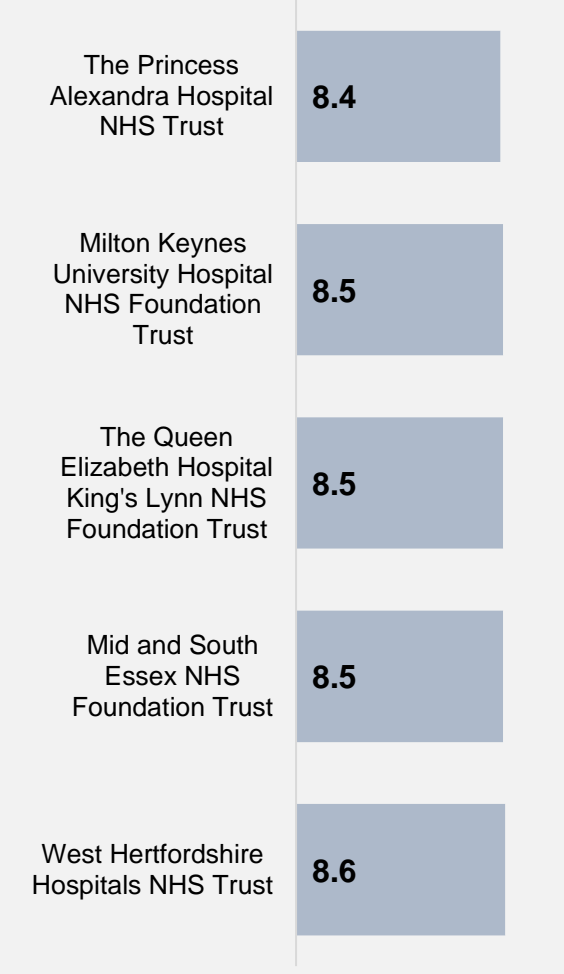 The Princess
Alexandra Hospital
NHS Trust
8.4
Milton Keynes
University Hospital
NHS Foundation
Trust
8.5
The Queen
Elizabeth Hospital
King's Lynn NHS
Foundation Trust
8.5
Mid and South
Essex NHS
Foundation Trust
8.5
West Hertfordshire
Hospitals NHS Trust
8.6